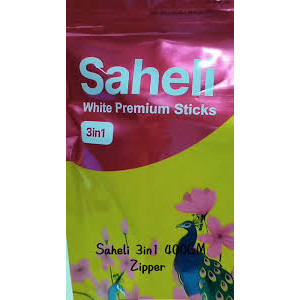 Saheli
White Premium Sticks
3in1
Saheli 3in1 400GM
Zipper